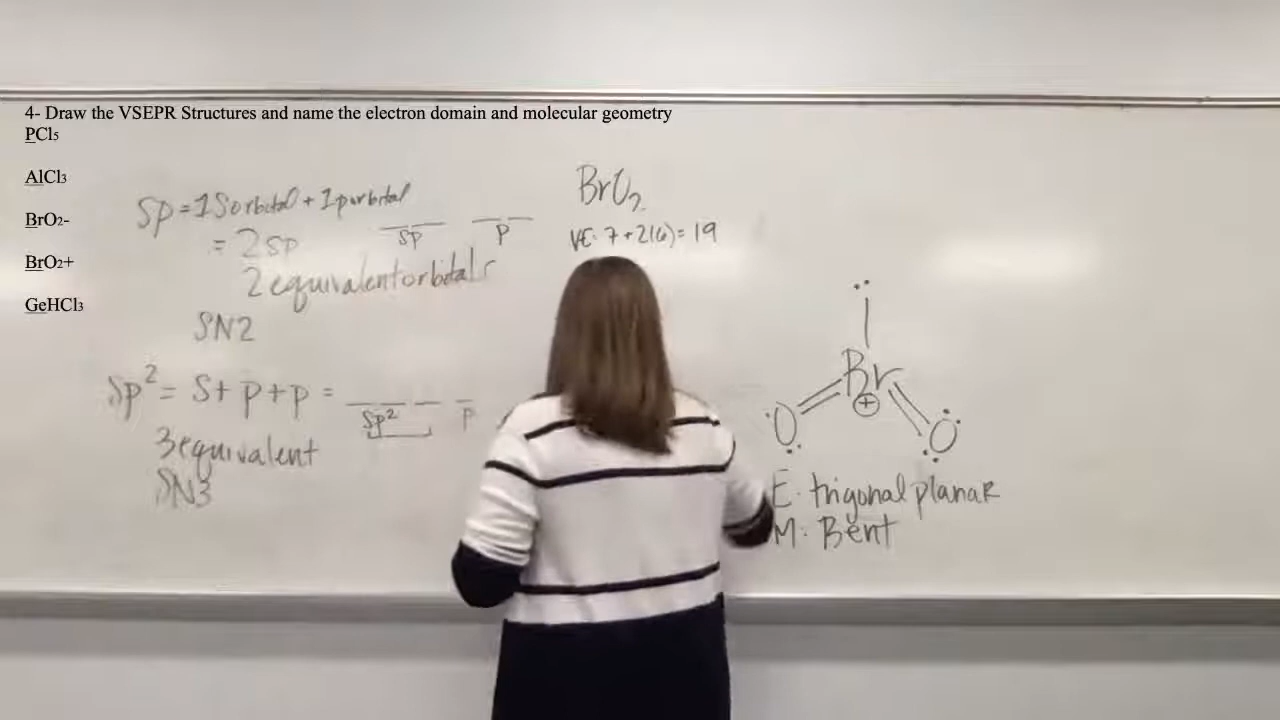 4- Draw the VSEPR Structures and name the electron domain and molecular geometry
PCl5
AlCl3
BrO2-
BrO2+
GeHCl3
Sp = 1 Sorbital + 1 porbital
= 2 SP
sp p
2 equivalent orbitals
SN2
Sp² = S + p + p =
Sp² p
3 equivalent
SN3
BrO2
VE: 7 + 2(6) = 19
Br
+
O O
E. trigonal planar
M. Bent